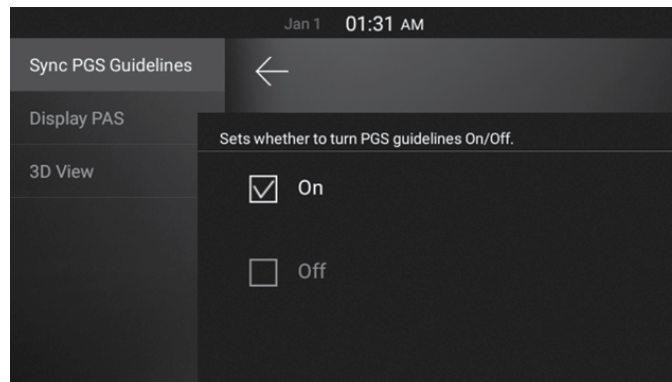 Jan 1 01:31 AM
Sync PGS Guidelines
Display PAS
Sets whether to turn PGS guidelines On/Off.
3D View
On
Off